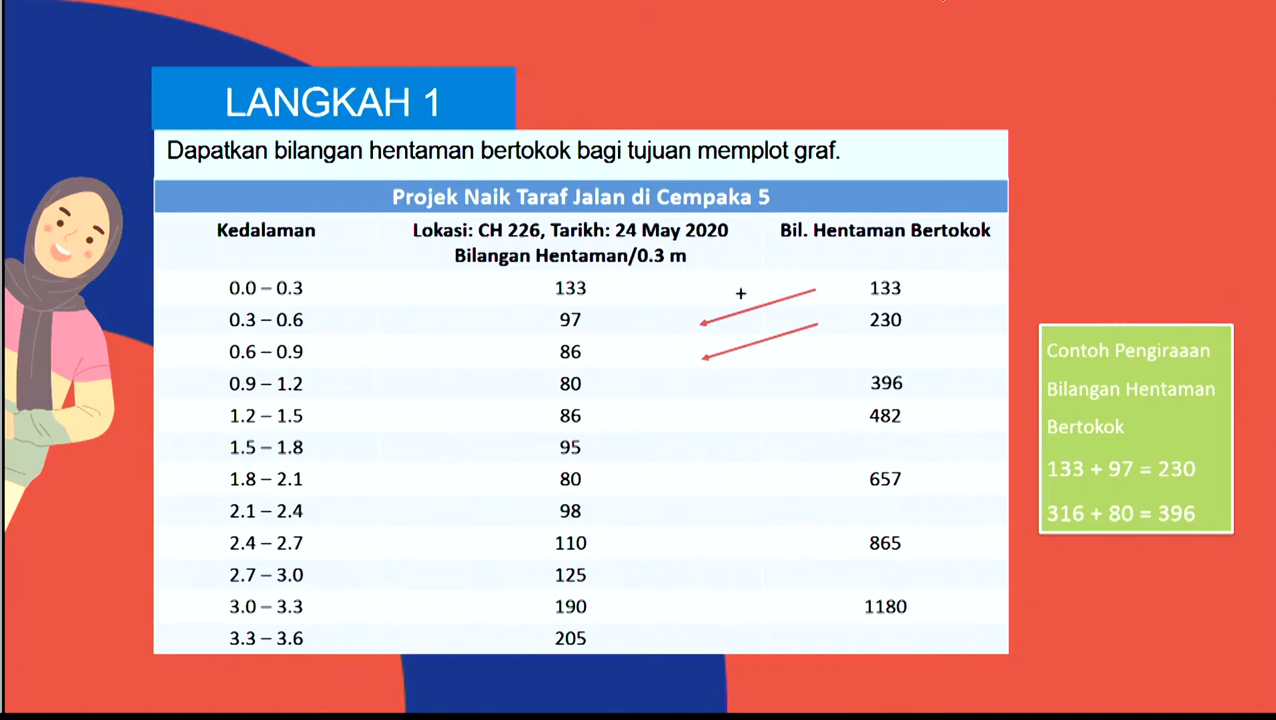 LANGKAH 1
Dapatkan bilangan hentaman bertokok bagi tujuan memplot graf.
Projek Naik Taraf Jalan di Cempaka 5
Kedalaman Lokasi: CH 226, Tarikh: 24 May 2020 Bil. Hentaman Bertokok
Bilangan Hentaman/0.3 m
0.0 – 0.3 133 + 133
0.3 – 0.6 97 230
0.6 – 0.9 86
0.9 – 1.2 80 396
1.2 – 1.5 86 482
1.5 – 1.8 95
1.8 – 2.1 80 657
2.1 – 2.4 98
2.4 – 2.7 110 865
2.7 – 3.0 125
3.0 – 3.3 190 1180
3.3 – 3.6 205
Contoh Pengiraaan
Bilangan Hentaman
Bertokok
133 + 97 = 230
316 + 80 = 396